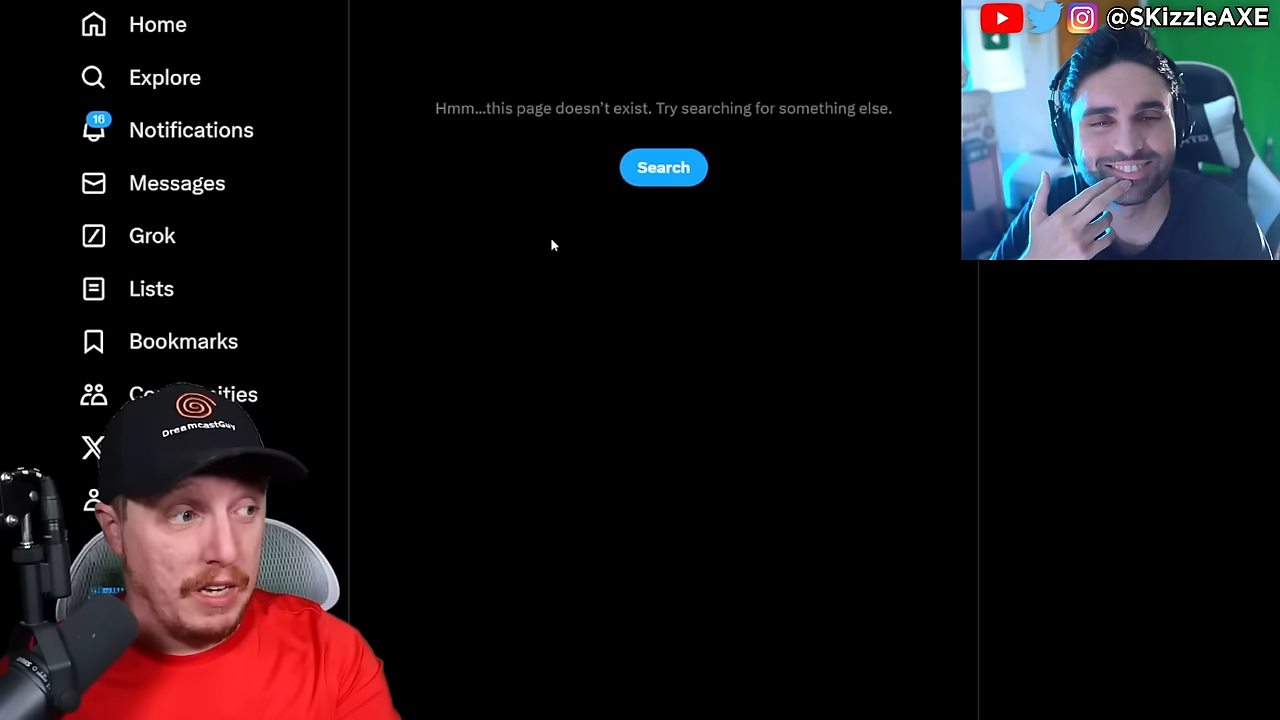 Home
Explore
16
Notifications
Messages
Grok
Lists
Bookmarks
Hmm...this page doesn’t exist. Try searching for something else.
Search
@SKizzleAXE
DreamcastGuy